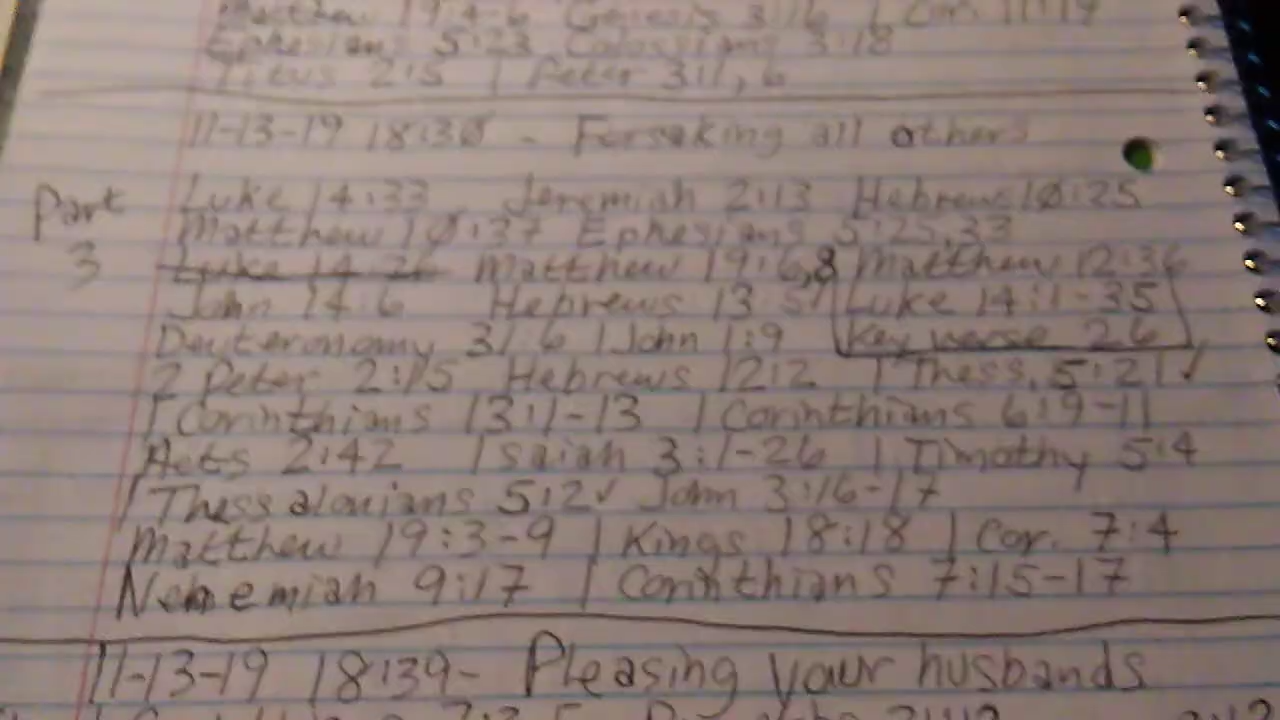 Matthew 19:4-6 Genesis 3:16 1 Cor. 11:
Ephesians 5:23 Colossians 3:18
Titus 2:5 1 Peter 3:1,6
11-13-19 18:30 - Forsaking all others
Part 3
Luke 14:33 Jeremiah 2:13 Hebrews 10:25
Matthew 10:37 Ephesians 5:25,33
Luke 14:26 Matthew 19:6,8 Matthew 12:36
John 14:6 Hebrews 13:5 Luke 14:1-35
Deuteronomy 31:6 1 John 1:9 Key verse 26
2 Peter 2:15 Hebrews 12:2 1 Thess. 5:21 ✓
1 Corinthians 13:1-13 1 Corinthians 6:9-11
Acts 2:42 Isaiah 3:1-26 1 Timothy 5:4
1 Thessalonians 5:2 ✓ John 3:16-17
Matthew 19:3-9 1 Kings 18:18 1 Cor. 7:4
Nehemiah 9:17 1 Corinthians 7:15-17
11-13-19 18:39- Pleasing your husbands